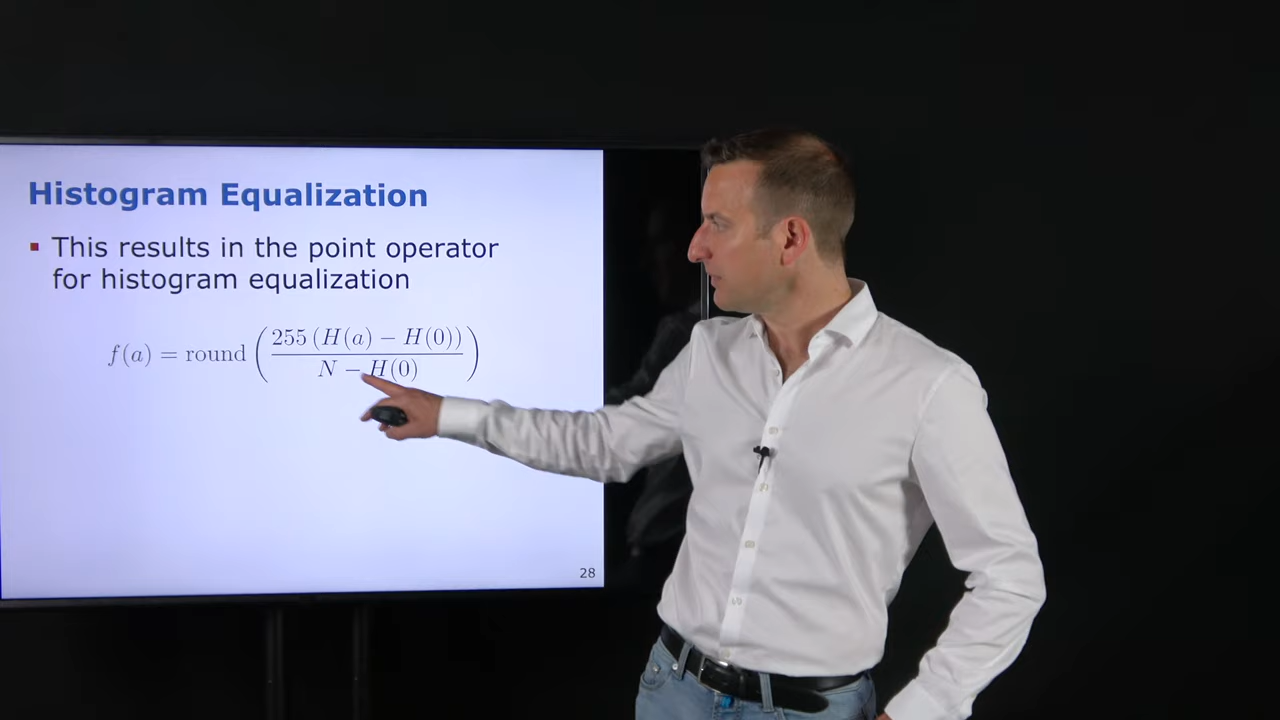 Histogram Equalization
▪ This results in the point operator
for histogram equalization
f(a) = round ( 255 (H(a) − H(0)) / N − H(0) )
28